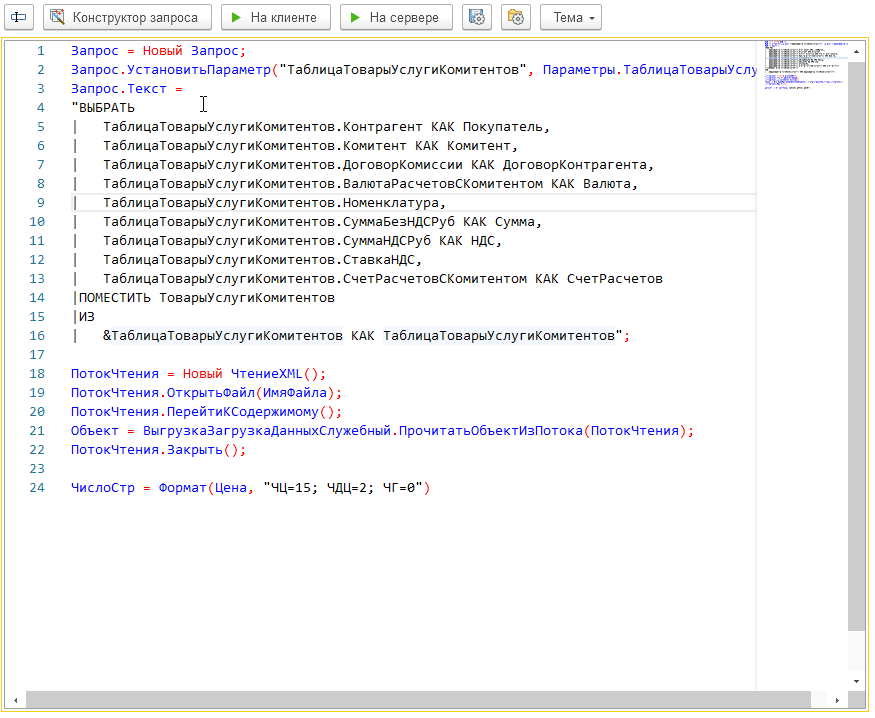 Конструктор запроса На клиенте На сервере Тема
1 Запрос = Новый Запрос;
2 Запрос.УстановитьПараметр("ТаблицаТоварыУслугиКомитентов", Параметры.ТаблицаТоварыУслу
3 Запрос.Текст =
4 "ВЫБРАТЬ
5 | ТаблицаТоварыУслугиКомитентов.Контрагент КАК Покупатель,
6 | ТаблицаТоварыУслугиКомитентов.Комитент КАК Комитент,
7 | ТаблицаТоварыУслугиКомитентов.ДоговорКомиссии КАК ДоговорКонтрагента,
8 | ТаблицаТоварыУслугиКомитентов.ВалютаРасчетовСКомитентом КАК Валюта,
9 | ТаблицаТоварыУслугиКомитентов.Номенклатура,
10 | ТаблицаТоварыУслугиКомитентов.СуммаБезНДСРуб КАК Сумма,
11 | ТаблицаТоварыУслугиКомитентов.СуммаНДСРуб КАК НДС,
12 | ТаблицаТоварыУслугиКомитентов.СтавкаНДС,
13 | ТаблицаТоварыУслугиКомитентов.СчетРасчетовСКомитентом КАК СчетРасчетов
14 |ПОМЕСТИТЬ ТоварыУслугиКомитентов
15 |ИЗ
16 | &ТаблицаТоварыУслугиКомитентов КАК ТаблицаТоварыУслугиКомитентов";
17
18 ПотокЧтения = Новый ЧтениеXML();
19 ПотокЧтения.ОткрытьФайл(ИмяФайла);
20 ПотокЧтения.ПерейтиКСодержимому();
21 Объект = ВыгрузкаЗагрузкаДанныхСлужебный.ПрочитатьОбъектИзПотока(ПотокЧтения);
22 ПотокЧтения.Закрыть();
23
24 ЧислоСтр = Формат(Цена, "ЧЦ=15; ЧДЦ=2; ЧГ=0")